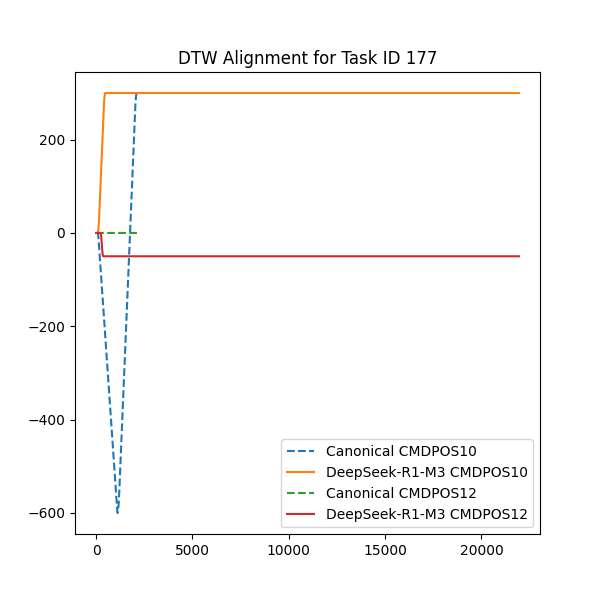 DTW Alignment for Task ID 177
200
0
−200
−400
−600
Canonical CMDPOS10
DeepSeek-R1-M3 CMDPOS10
Canonical CMDPOS12
DeepSeek-R1-M3 CMDPOS12
0 5000 10000 15000 20000